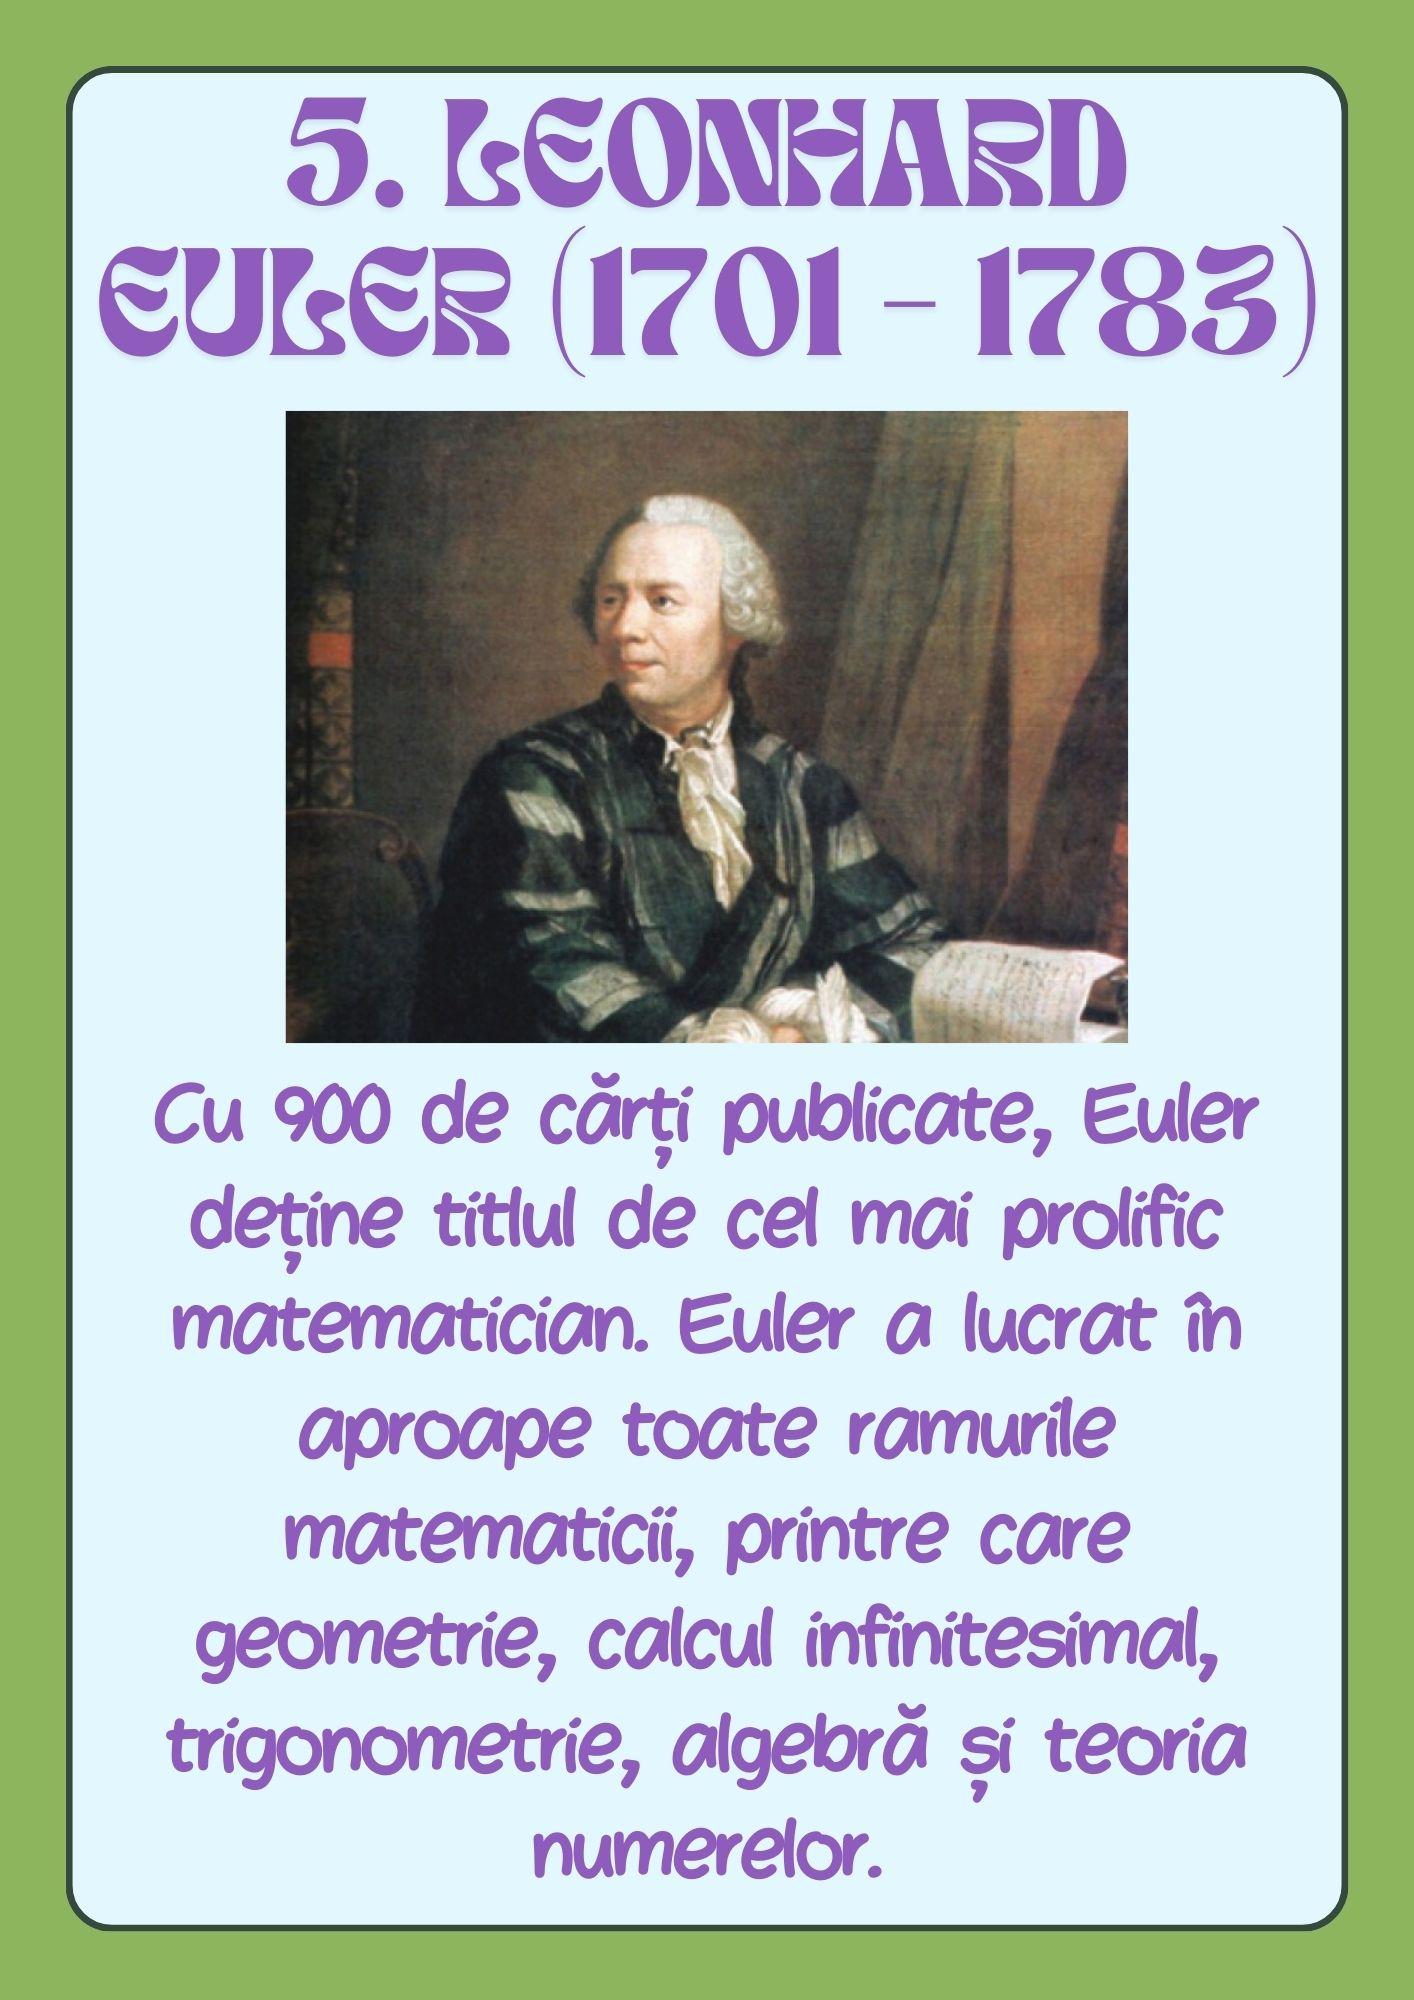 5. LEONHARD
EULER (1701 - 1783)
Cu 900 de cărți publicate, Euler
deține titlul de cel mai prolific
matematician. Euler a lucrat în
aproape toate ramurile
matematicii, printre care
geometrie, calcul infinitesimal,
trigonometrie, algebră și teoria
numerelor.